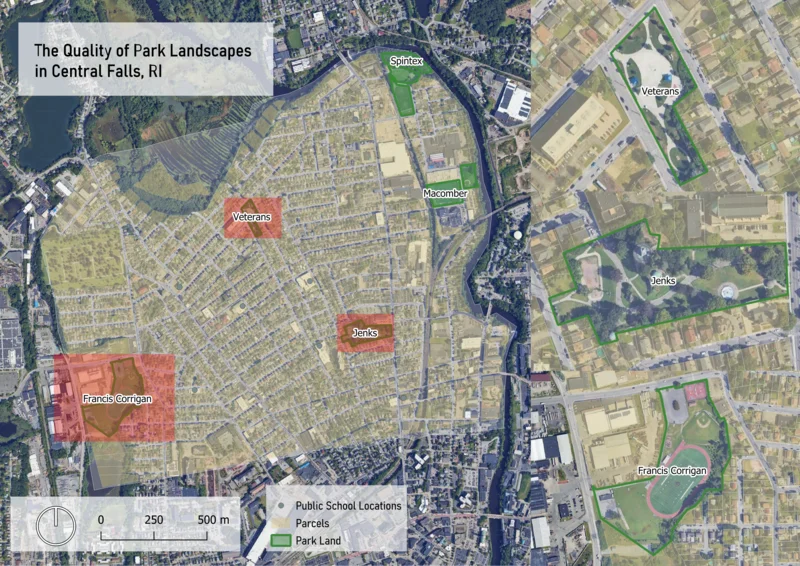 The Quality of Park Landscapes
in Central Falls, RI
Spintex
Veterans
Macomber
Veterans
Jenks
Jenks
Francis Corrigan
Francis Corrigan
0 250 500 m
Public School Locations
Parcels
Park Land